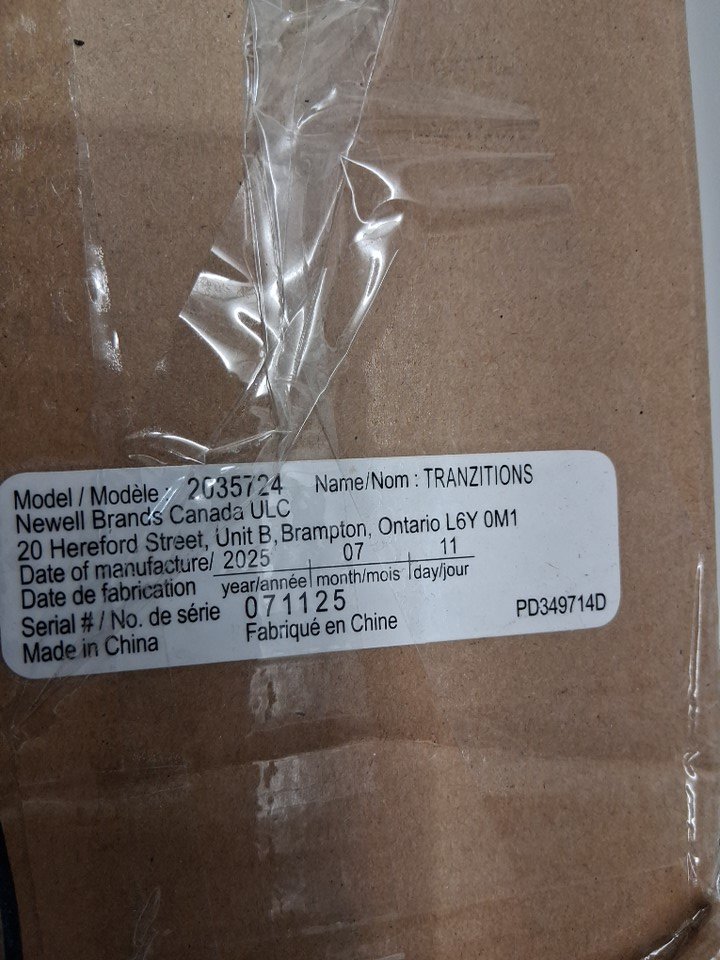 Model / Modèle : 2035724 Name/Nom : TRANZITIONS
Newell Brands Canada ULC
20 Hereford Street, Unit B, Brampton, Ontario L6Y 0M1
Date of manufacture/ 2025 07 11
Date de fabrication year/année month/mois day/jour
Serial # / No. de série 071125 PD349714D
Made in China Fabriqué en Chine